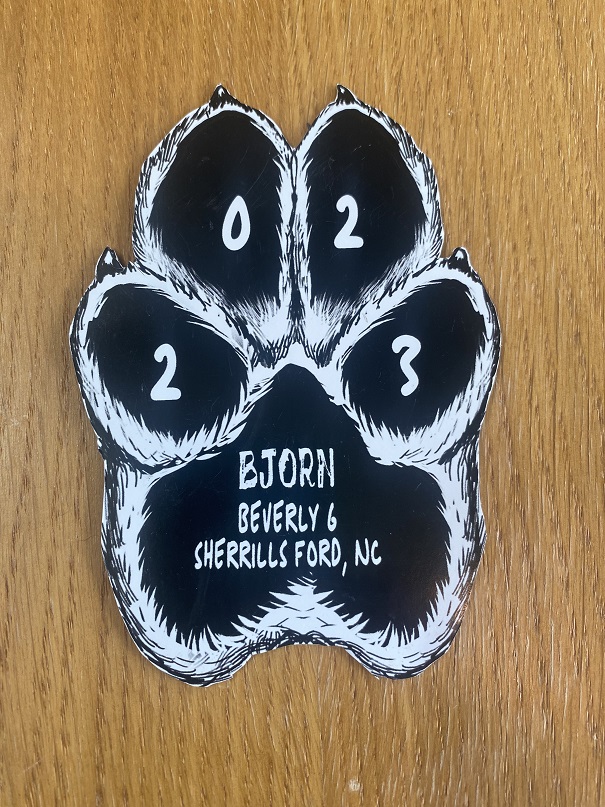 0 2
2 3
BJORN
BEVERLY 6
SHERRILLS FORD, NC